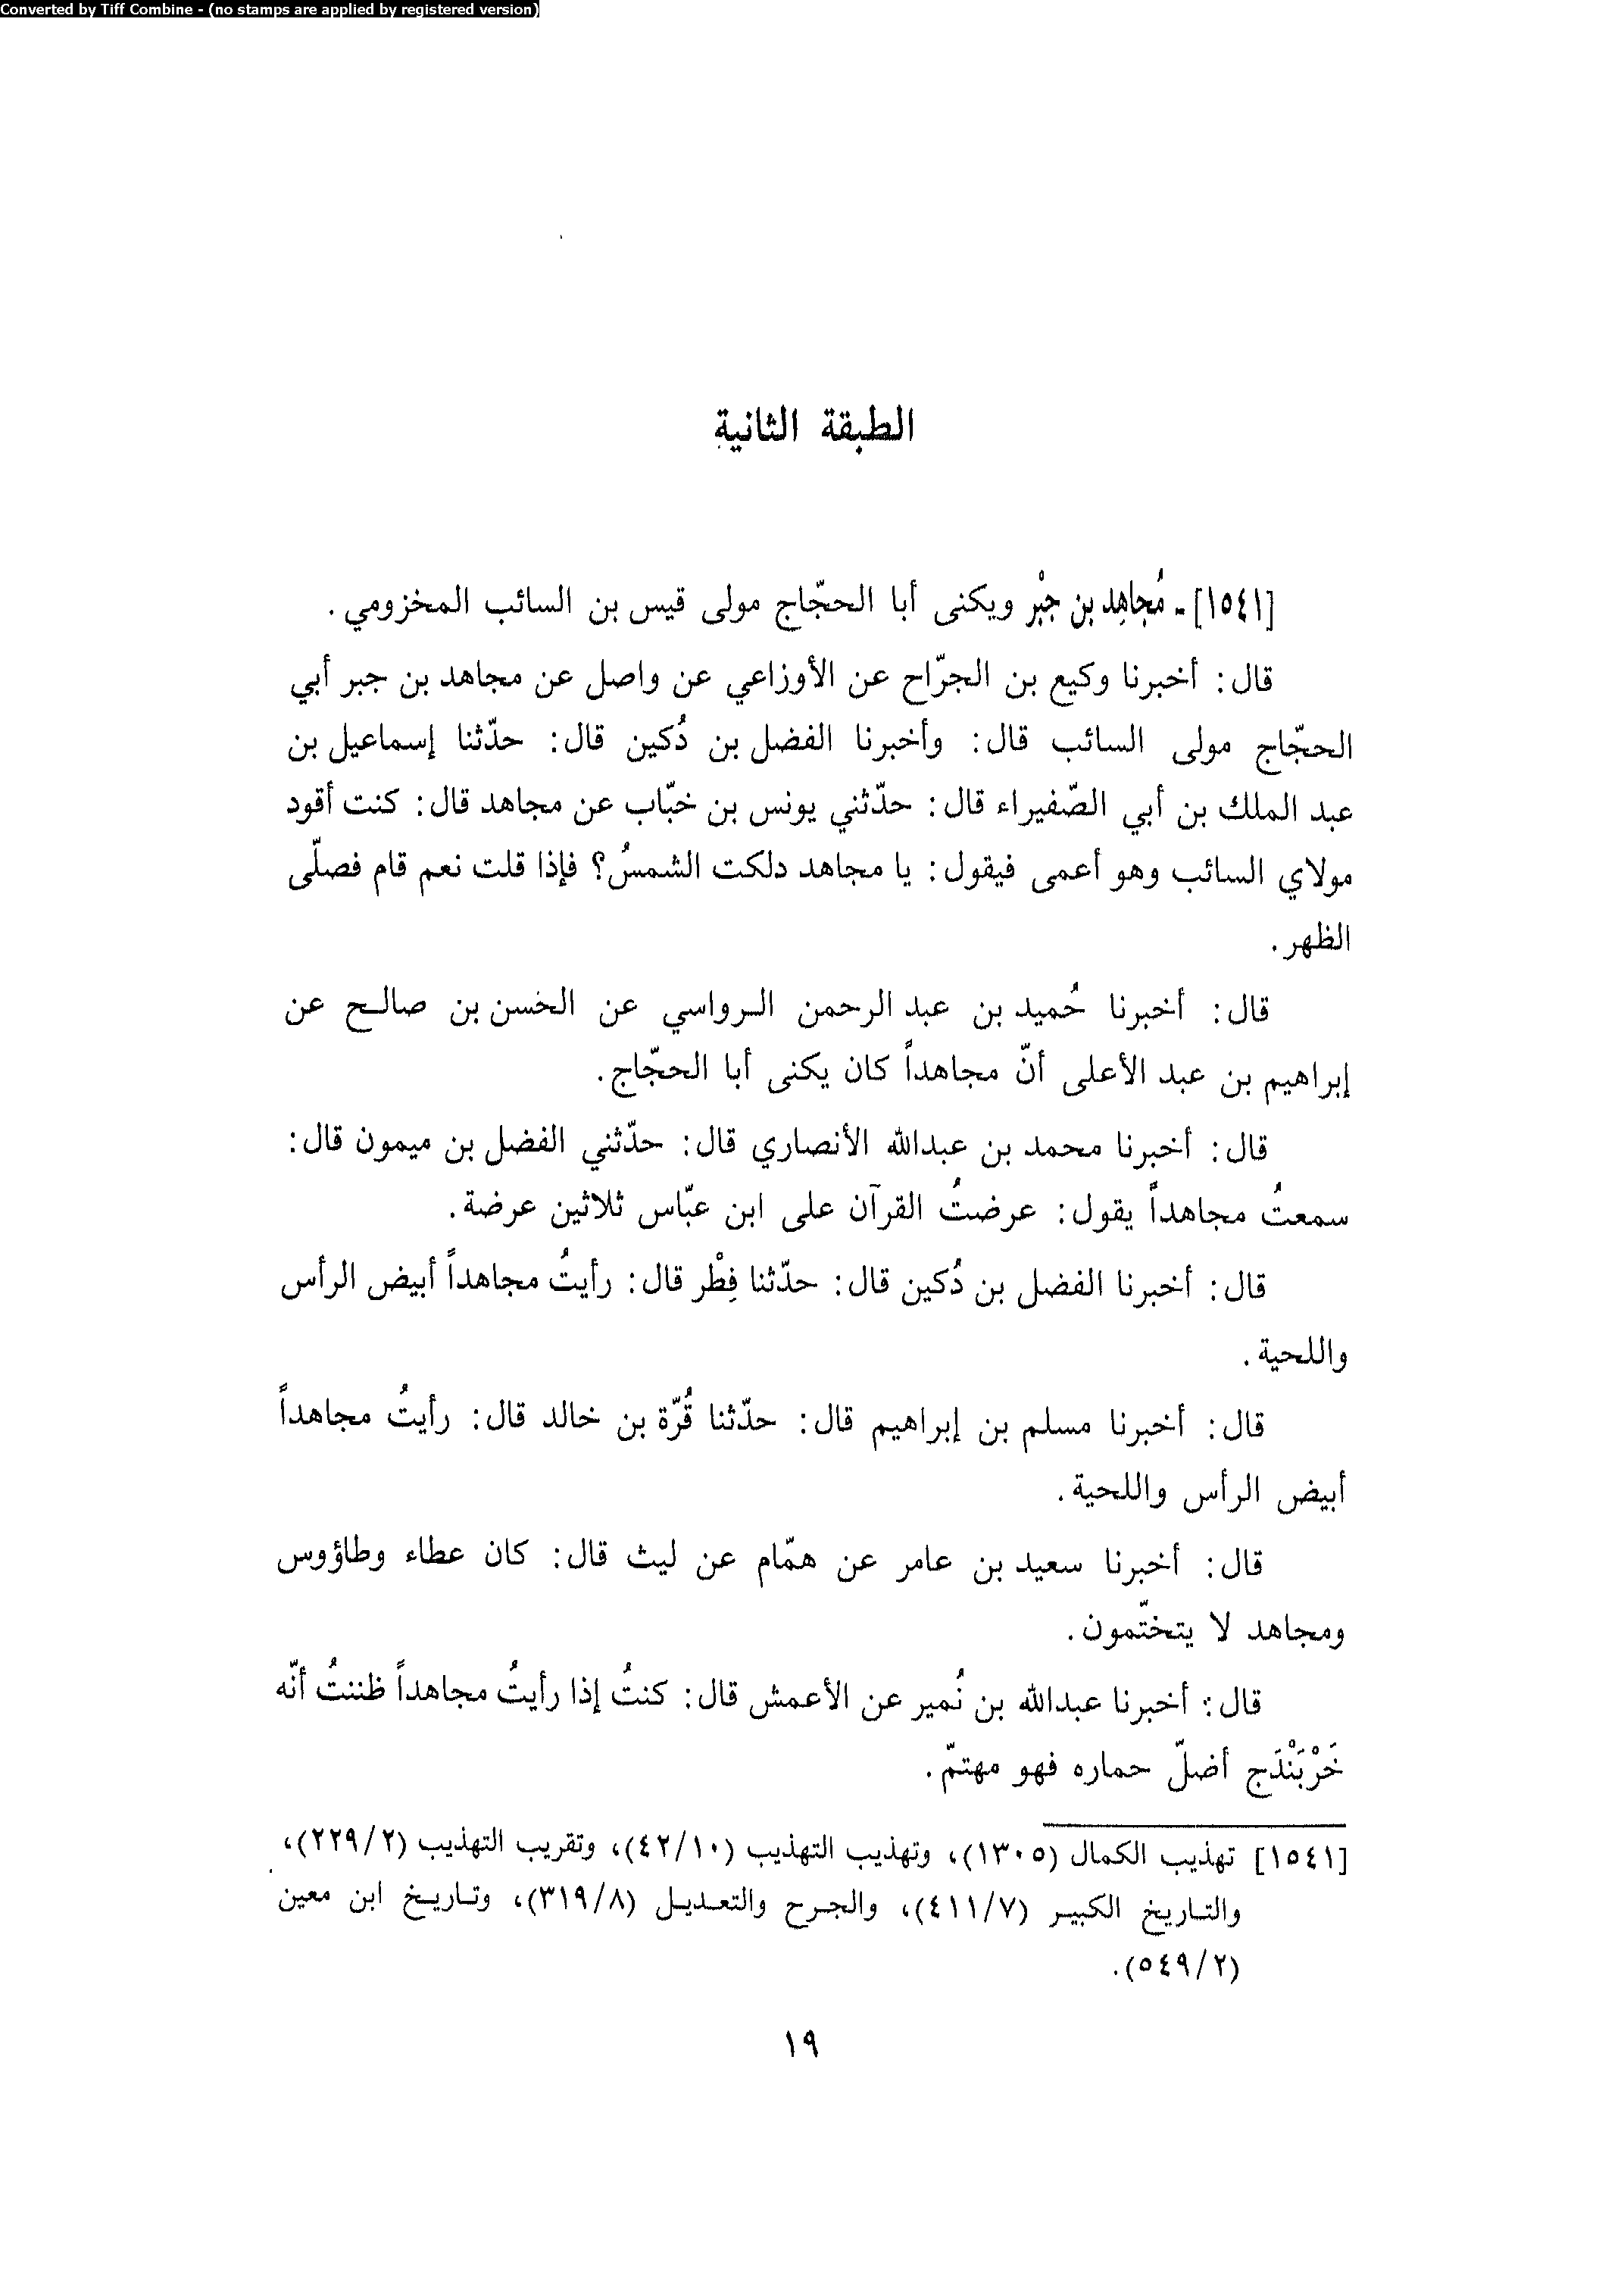 Converted by Tiff Combine - (no stamps are applied by registered version)
الطبقة الثانية
[١٥٤١] - مُجاهِد بن جبْر ويكنى أبا الحجّاج مولى قيس بن السائب المخزومي.
قال: أخبرنا وكيع بن الجرّاح عن الأوزاعي عن واصل عن مجاهد بن جبر أبي
الحجّاج مولى السائب قال: وأخبرنا الفضل بن دُكين قال: حدّثنا إسماعيل بن
عبد الملك بن أبي الصّفيراء قال: حدّثني يونس بن خبّاب عن مجاهد قال: كنت أقود
مولاي السائب وهو أعمى فيقول: يا مجاهد دلكت الشمسُ؟ فإذا قلت نعم قام فصلّى
الظهر.
قال: أخبرنا حُميد بن عبد الرحمن الـرواسي عن الحسن بن صالـح عن
إبراهيم بن عبد الأعلى أنّ مجاهداً كان يكنى أبا الحجّاج.
قال: أخبرنا محمد بن عبدالله الأنصاري قال: حدّثني الفضل بن ميمون قال:
سمعتُ مجاهداً يقول: عرضتُ القرآن على ابن عبّاس ثلاثين عرضة.
قال: أخبرنا الفضل بن دُكين قال: حدّثنا فِطْر قال: رأيتُ مجاهداً أبيض الرأس
واللحية.
قال: أخبرنا مسلم بن إبراهيم قال: حدّثنا قُرّة بن خالد قال: رأيتُ مجاهداً
أبيض الرأس واللحية.
قال: أخبرنا سعيد بن عامر عن همّام عن ليث قال: كان عطاء وطاؤوس
ومجاهد لا يتختّمون.
قال: أخبرنا عبدالله بن نُمير عن الأعمش قال: كنتُ إذا رأيتُ مجاهداً ظننتُ أنّه
خَرْبَنْدَج أضلّ حماره فهو مهتمّ.
[١٥٤١] تهذيب الكمال (١٣٠٥)، وتهذيب التهذيب (٤٢/١٠)، وتقريب التهذيب (٢٢٩/٢)،
والتـاريخ الكبيـر (٤١١/٧)، والجـرح والتعـديـل (٣١٩/٨)، وتـاريـخ ابن معين
(٥٤٩/٢).
١٩